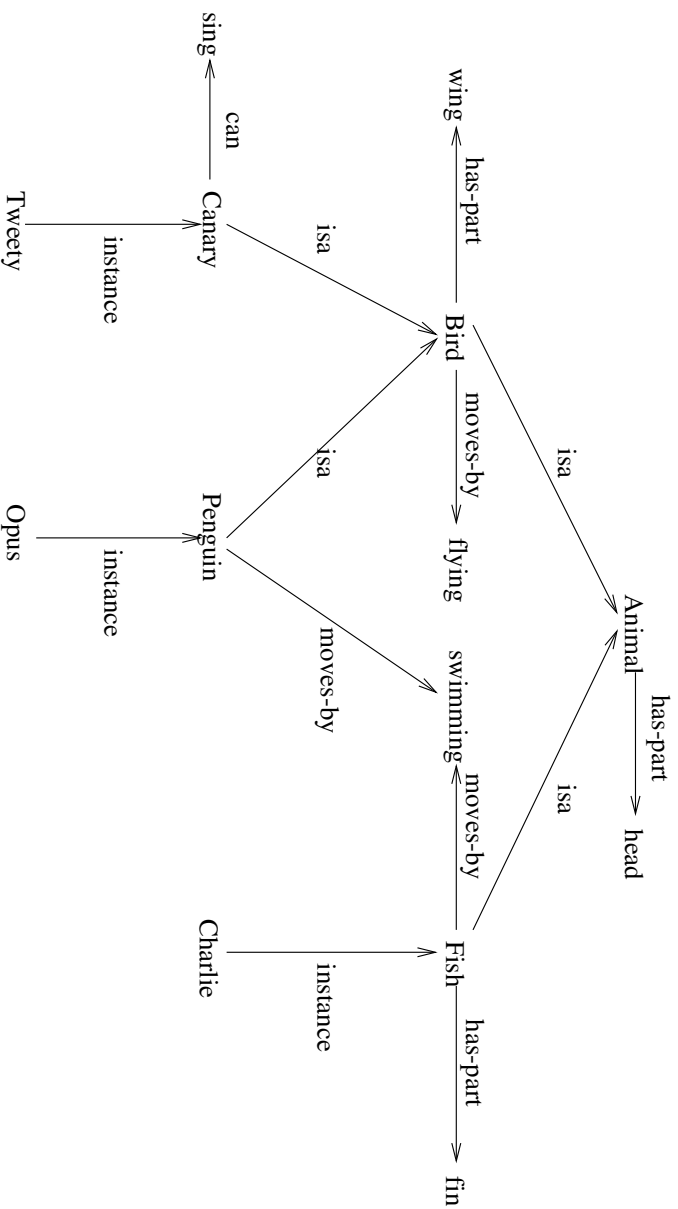 has-part
Animal head
isa isa
has-part moves-by moves-by has-part
wing Bird flying swimming Fish fin
isa isa moves-by instance
can
sing Canary Penguin Charlie
instance instance
Tweety Opus